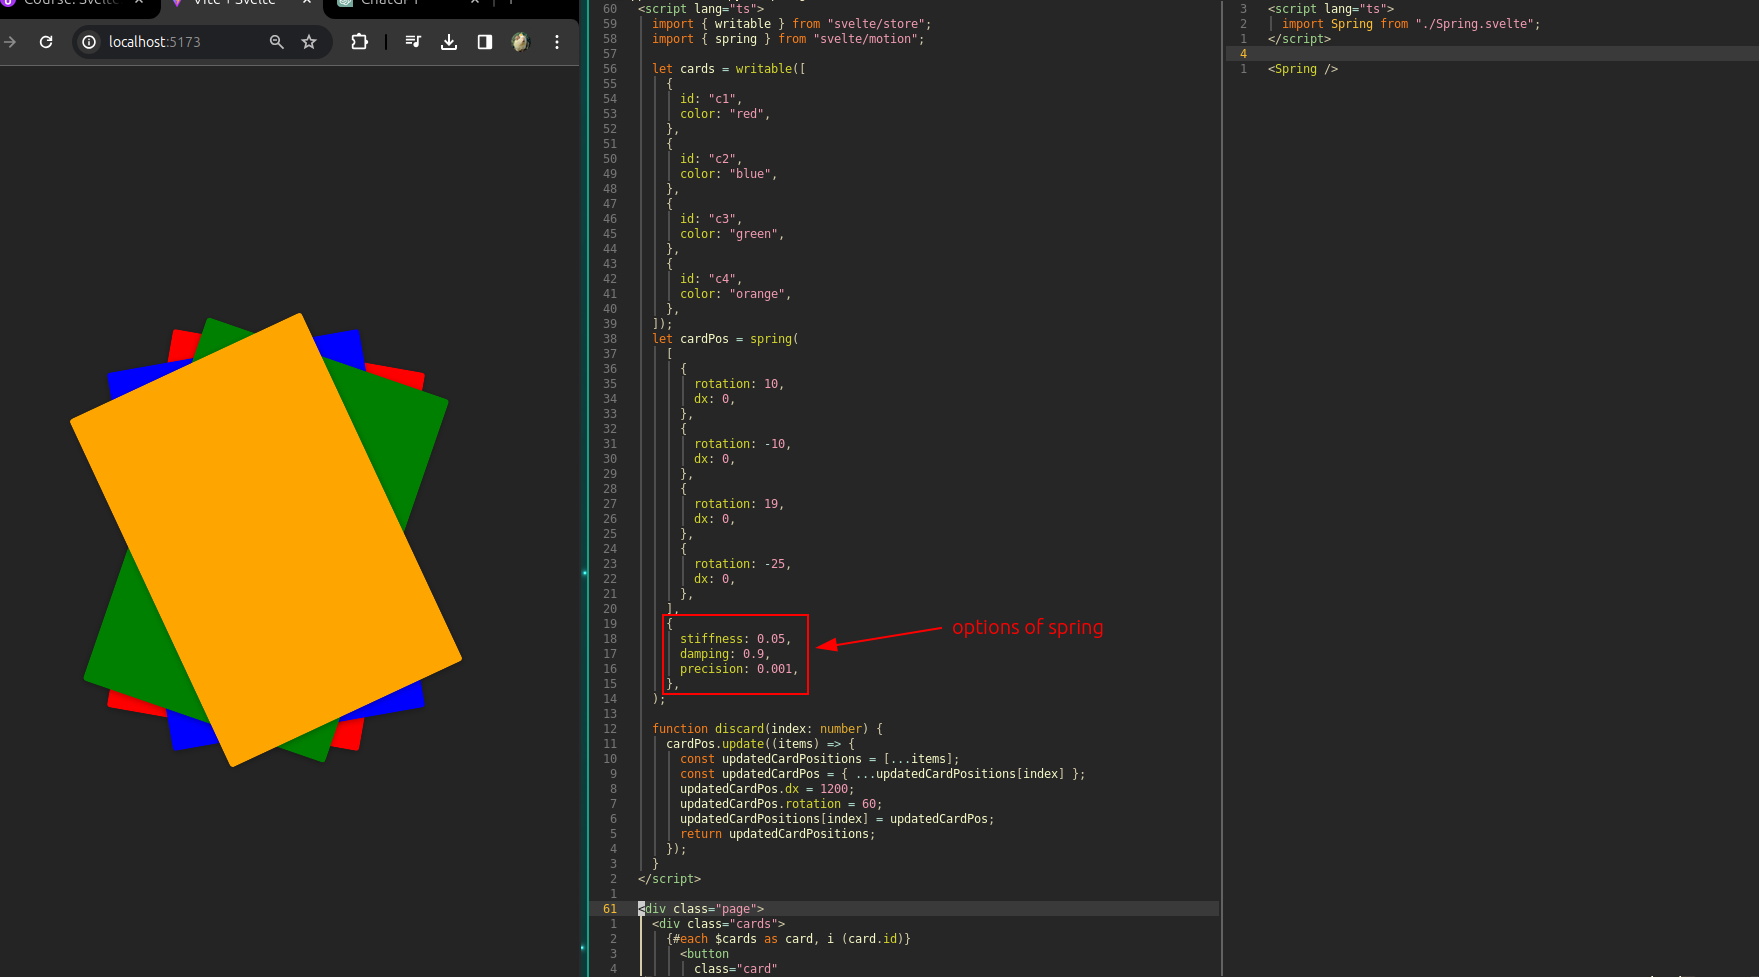 Course: Svelte
Vite + Svelte
ChatGPT
localhost:5173
60 <script lang="ts">
59 import { writable } from "svelte/store";
58 import { spring } from "svelte/motion";
57
56 let cards = writable([
55 {
54 id: "c1",
53 color: "red",
52 },
51 {
50 id: "c2",
49 color: "blue",
48 },
47 {
46 id: "c3",
45 color: "green",
44 },
43 {
42 id: "c4",
41 color: "orange",
40 },
39 ]);
38 let cardPos = spring(
37 [
36 {
35 rotation: 10,
34 dx: 0,
33 },
32 {
31 rotation: -10,
30 dx: 0,
29 },
28 {
27 rotation: 19,
26 dx: 0,
25 },
24 {
23 rotation: -25,
22 dx: 0,
21 },
20 ],
19 {
18 stiffness: 0.05,
17 damping: 0.9,
16 precision: 0.001,
15 },
14 );
13
12 function discard(index: number) {
11 cardPos.update((items) => {
10 const updatedCardPositions = [...items];
9 const updatedCardPos = { ...updatedCardPositions[index] };
8 updatedCardPos.dx = 1200;
7 updatedCardPos.rotation = 60;
6 updatedCardPositions[index] = updatedCardPos;
5 return updatedCardPositions;
4 });
3 }
2 </script>
1
61 <div class="page">
1 <div class="cards">
2 {#each $cards as card, i (card.id)}
3 <button
4 class="card"
options of spring
3 <script lang="ts">
2 import Spring from "./Spring.svelte";
1 </script>
4
1 <Spring />